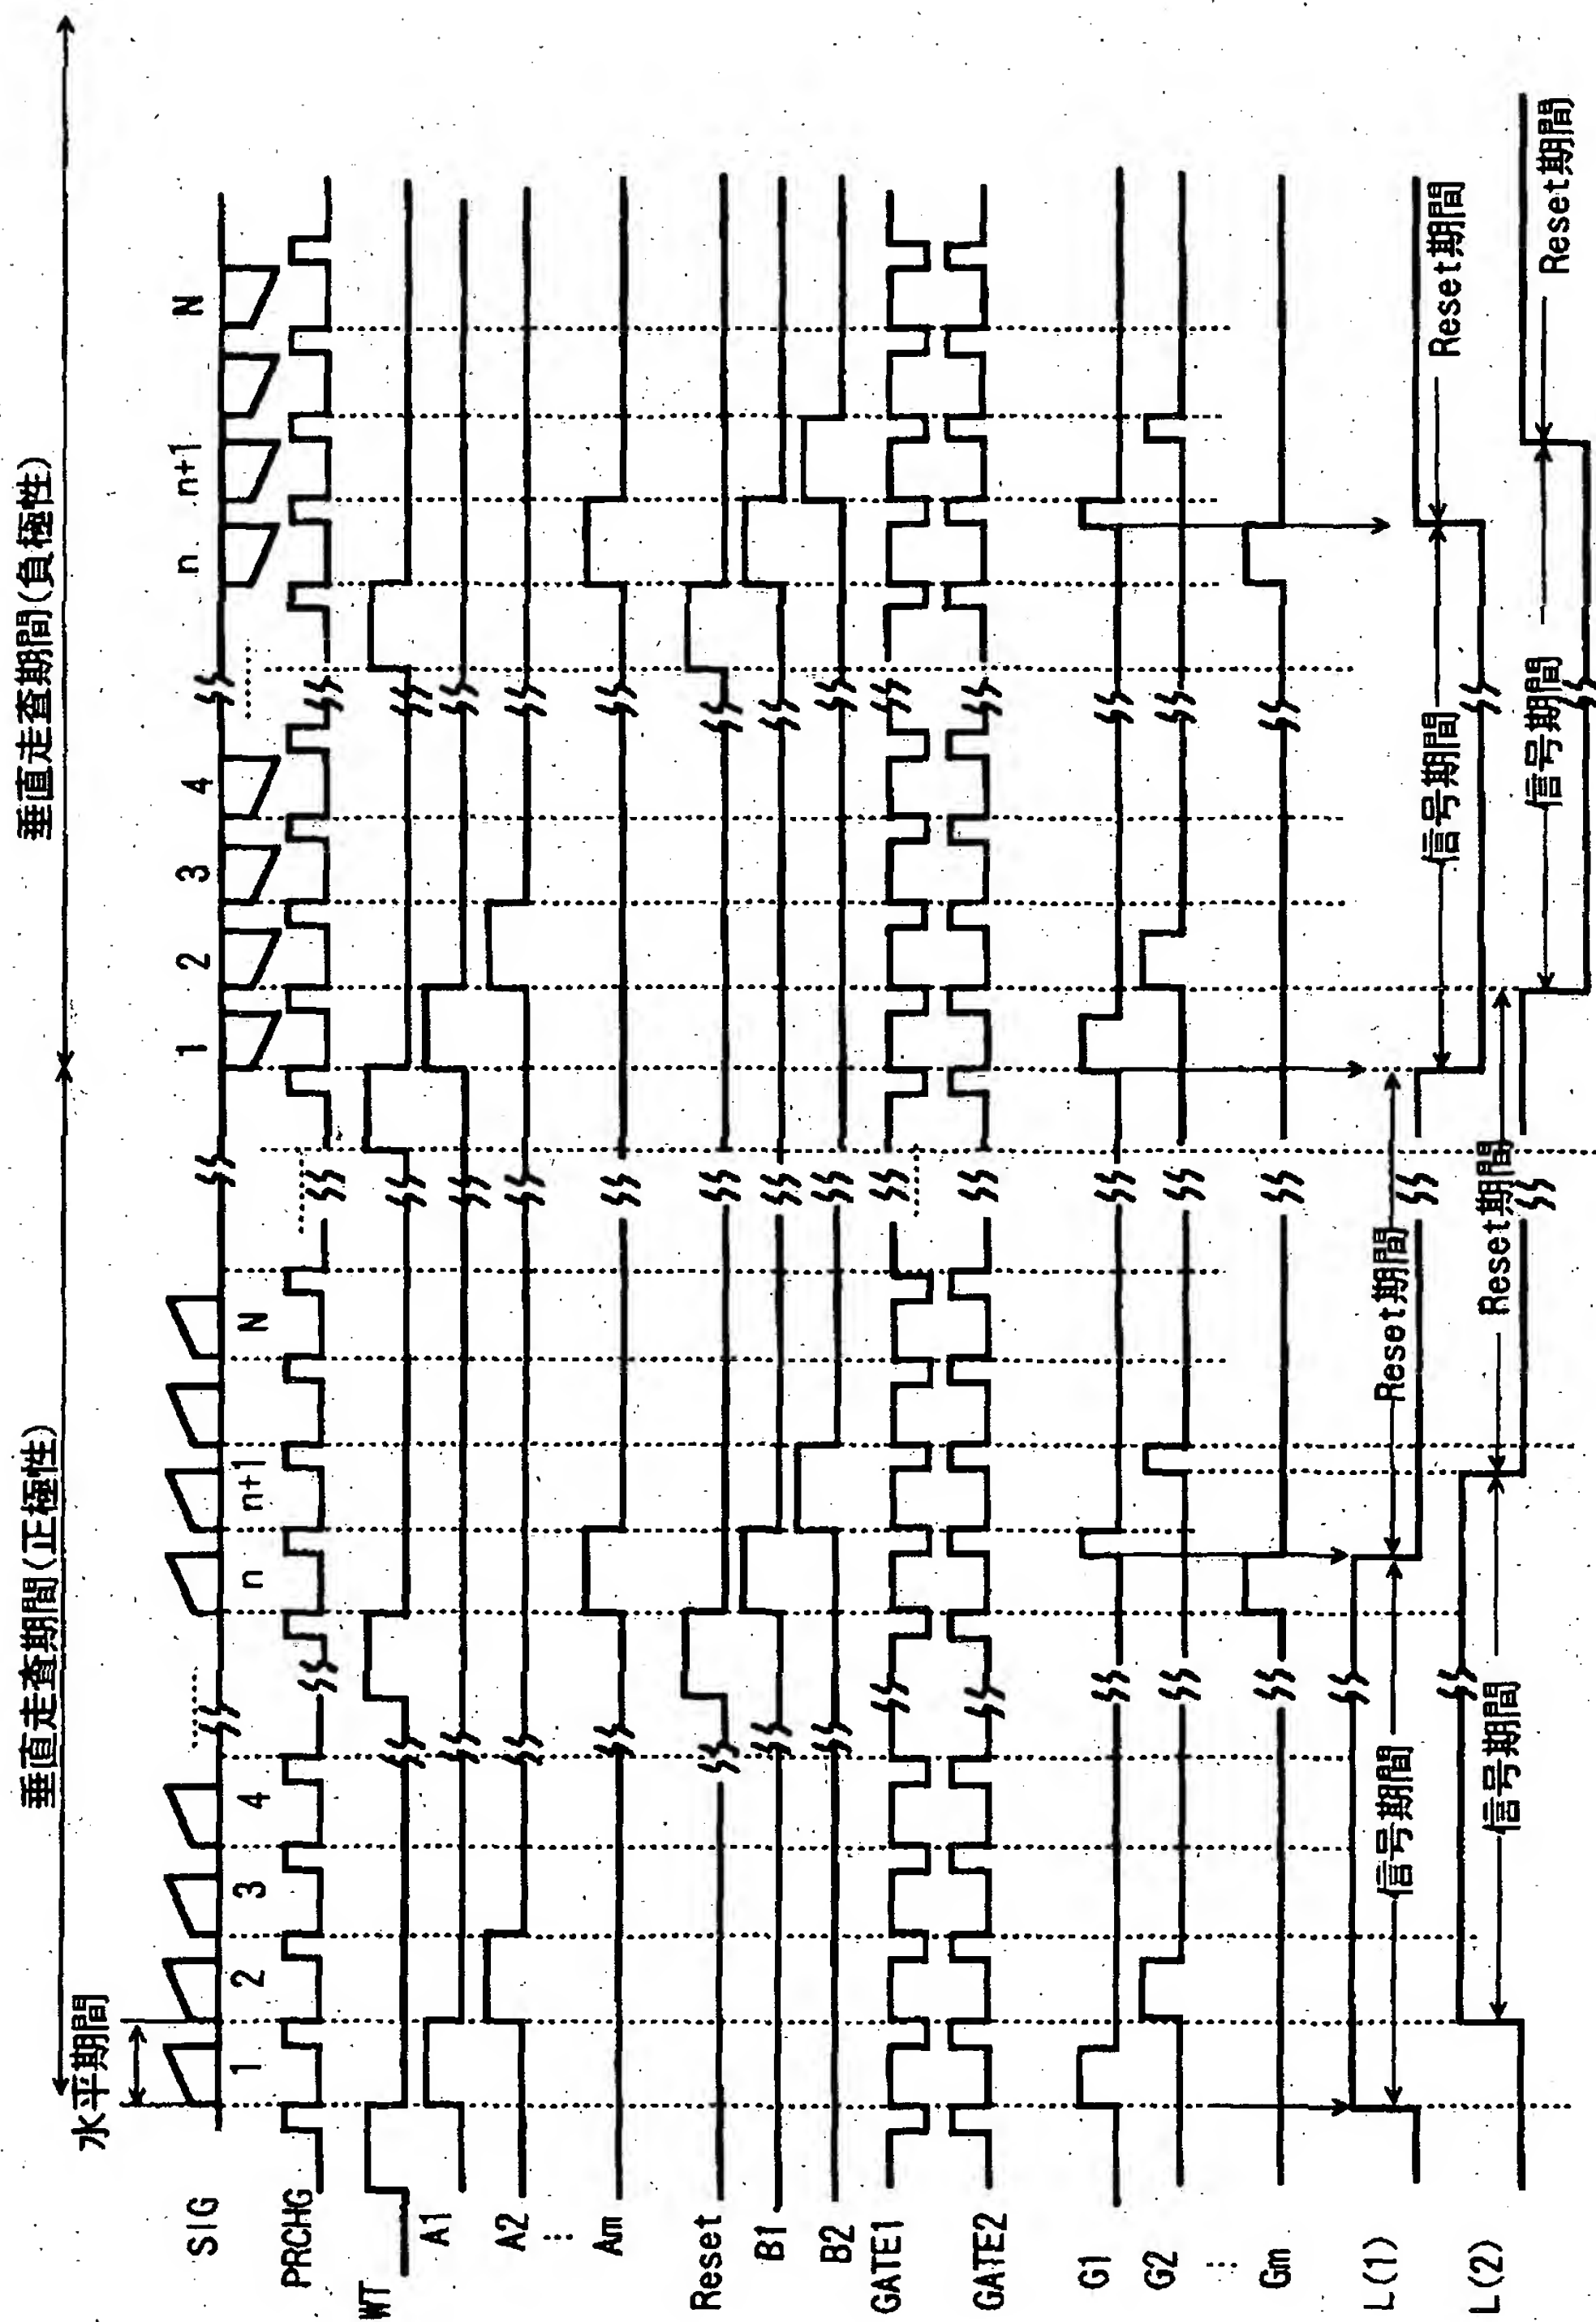 垂直走査期間(正極性)
垂直走査期間(負極性)
水平期間
SIG
1 2 3 4 n n+1 N
1 2 3 4 n n+1 N
PRCHG
WT
A1
A2
Am
Reset
B1
B2
GATE1
GATE2
G1
G2
Gm
L(1)
信号期間
Reset期間
信号期間
Reset期間
L(2)
信号期間
Reset期間
信号期間
Reset期間